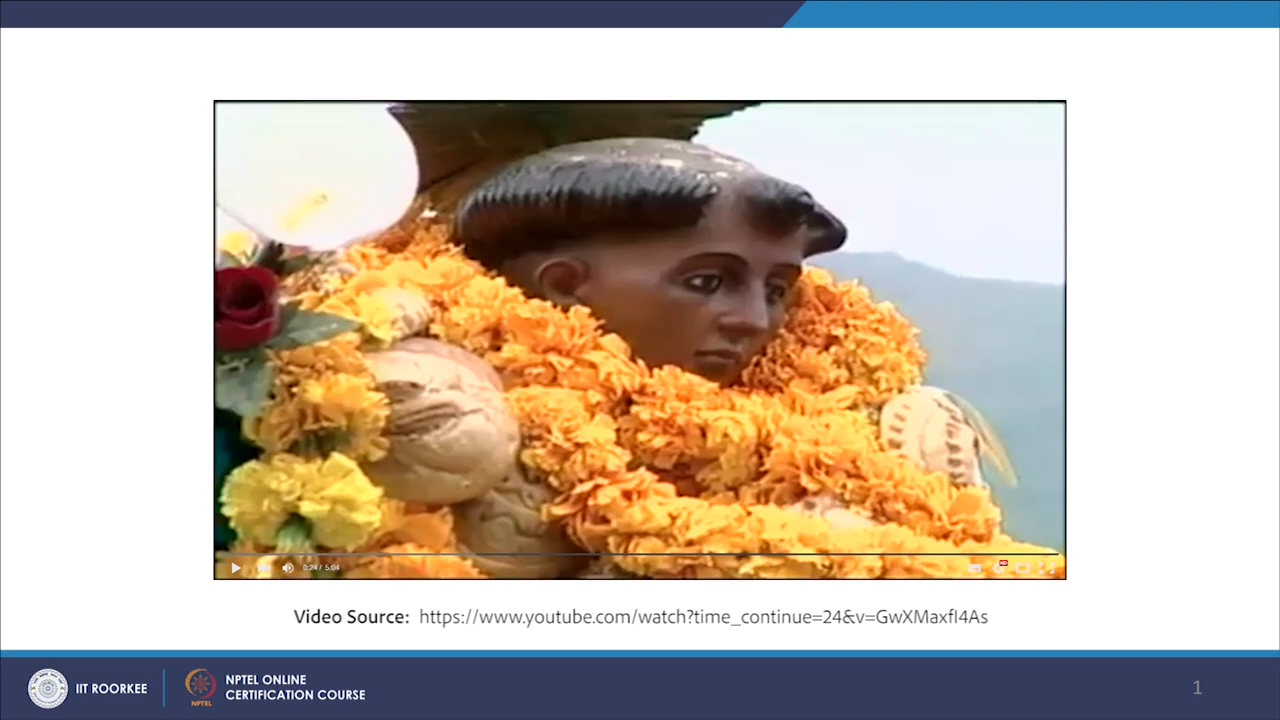 0:24 / 5:04
HD
Video Source: https://www.youtube.com/watch?time_continue=24&v=GwXMaxfI4As
IIT ROORKEE
NPTEL
NPTEL ONLINE
CERTIFICATION COURSE
1